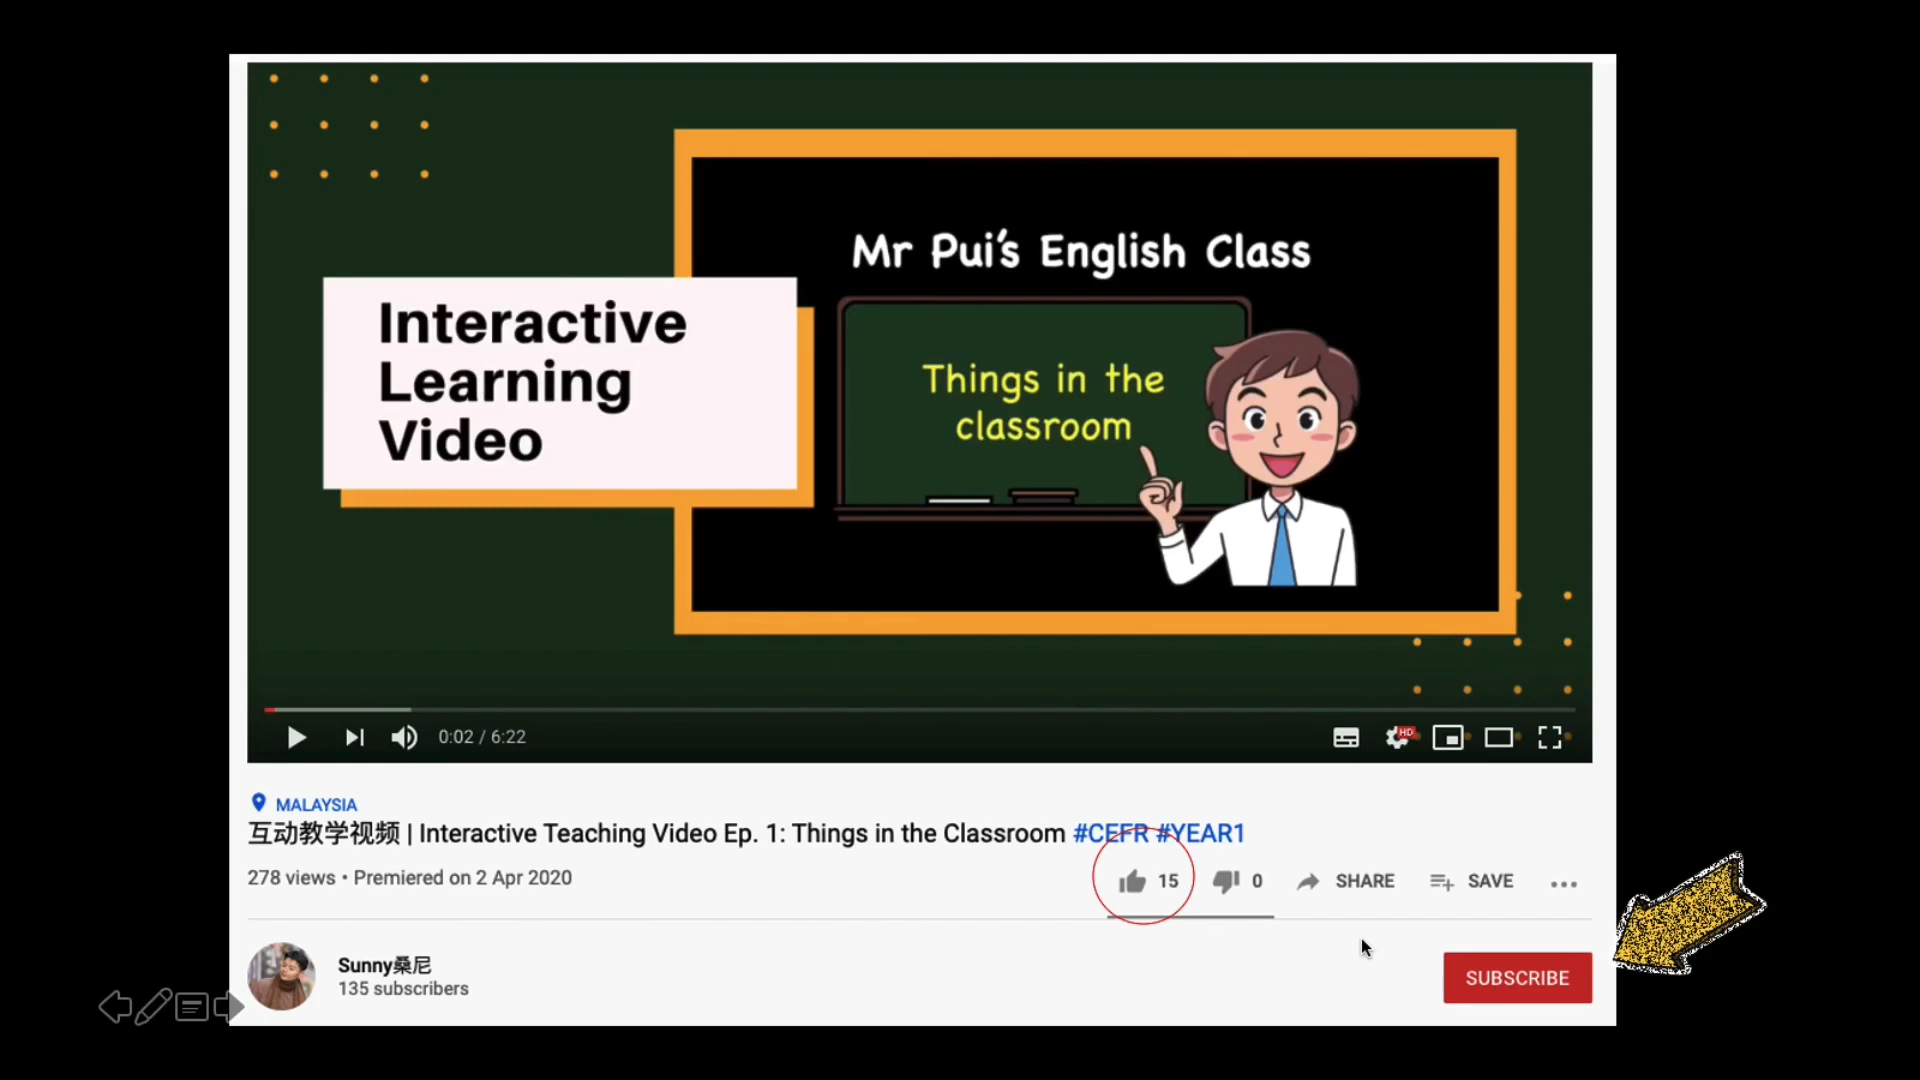 Mr Pui's English Class
Interactive
Learning
Video
Things in the
classroom
0:02 / 6:22
HD
MALAYSIA
互动教学视频 | Interactive Teaching Video Ep. 1: Things in the Classroom #CEFR #YEAR1
278 views • Premiered on 2 Apr 2020
15 0 SHARE SAVE
Sunny桑尼
135 subscribers
SUBSCRIBE